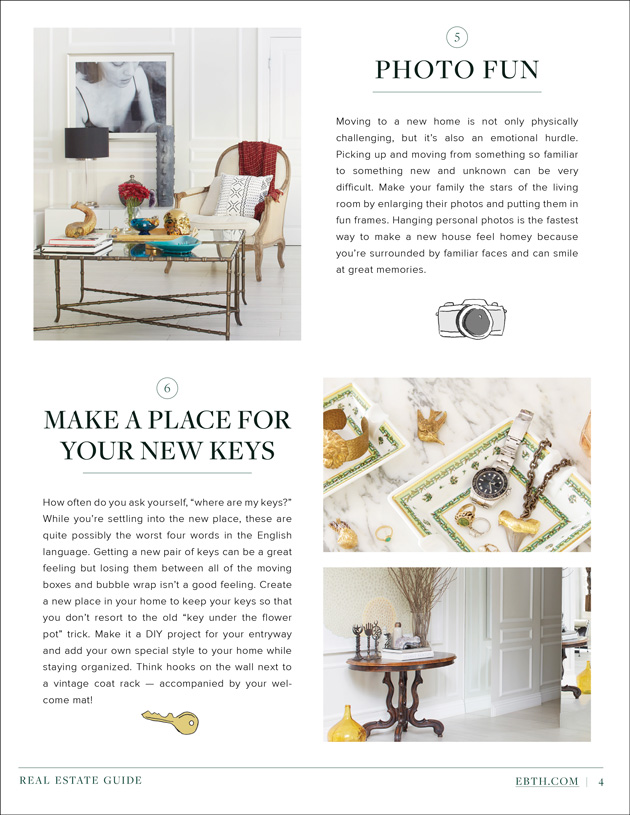 5
PHOTO FUN
Moving to a new home is not only physically
challenging, but it’s also an emotional hurdle.
Picking up and moving from something so familiar
to something new and unknown can be very
difficult. Make your family the stars of the living
room by enlarging their photos and putting them in
fun frames. Hanging personal photos is the fastest
way to make a new house feel homey because
you’re surrounded by familiar faces and can smile
at great memories.
6
MAKE A PLACE FOR
YOUR NEW KEYS
How often do you ask yourself, “where are my keys?”
While you’re settling into the new place, these are
quite possibly the worst four words in the English
language. Getting a new pair of keys can be a great
feeling but losing them between all of the moving
boxes and bubble wrap isn’t a good feeling. Create
a new place in your home to keep your keys so that
you don’t resort to the old “key under the flower
pot” trick. Make it a DIY project for your entryway
and add your own special style to your home while
staying organized. Think hooks on the wall next to
a vintage coat rack — accompanied by your wel-
come mat!
REAL ESTATE GUIDE
EBTH.COM | 4